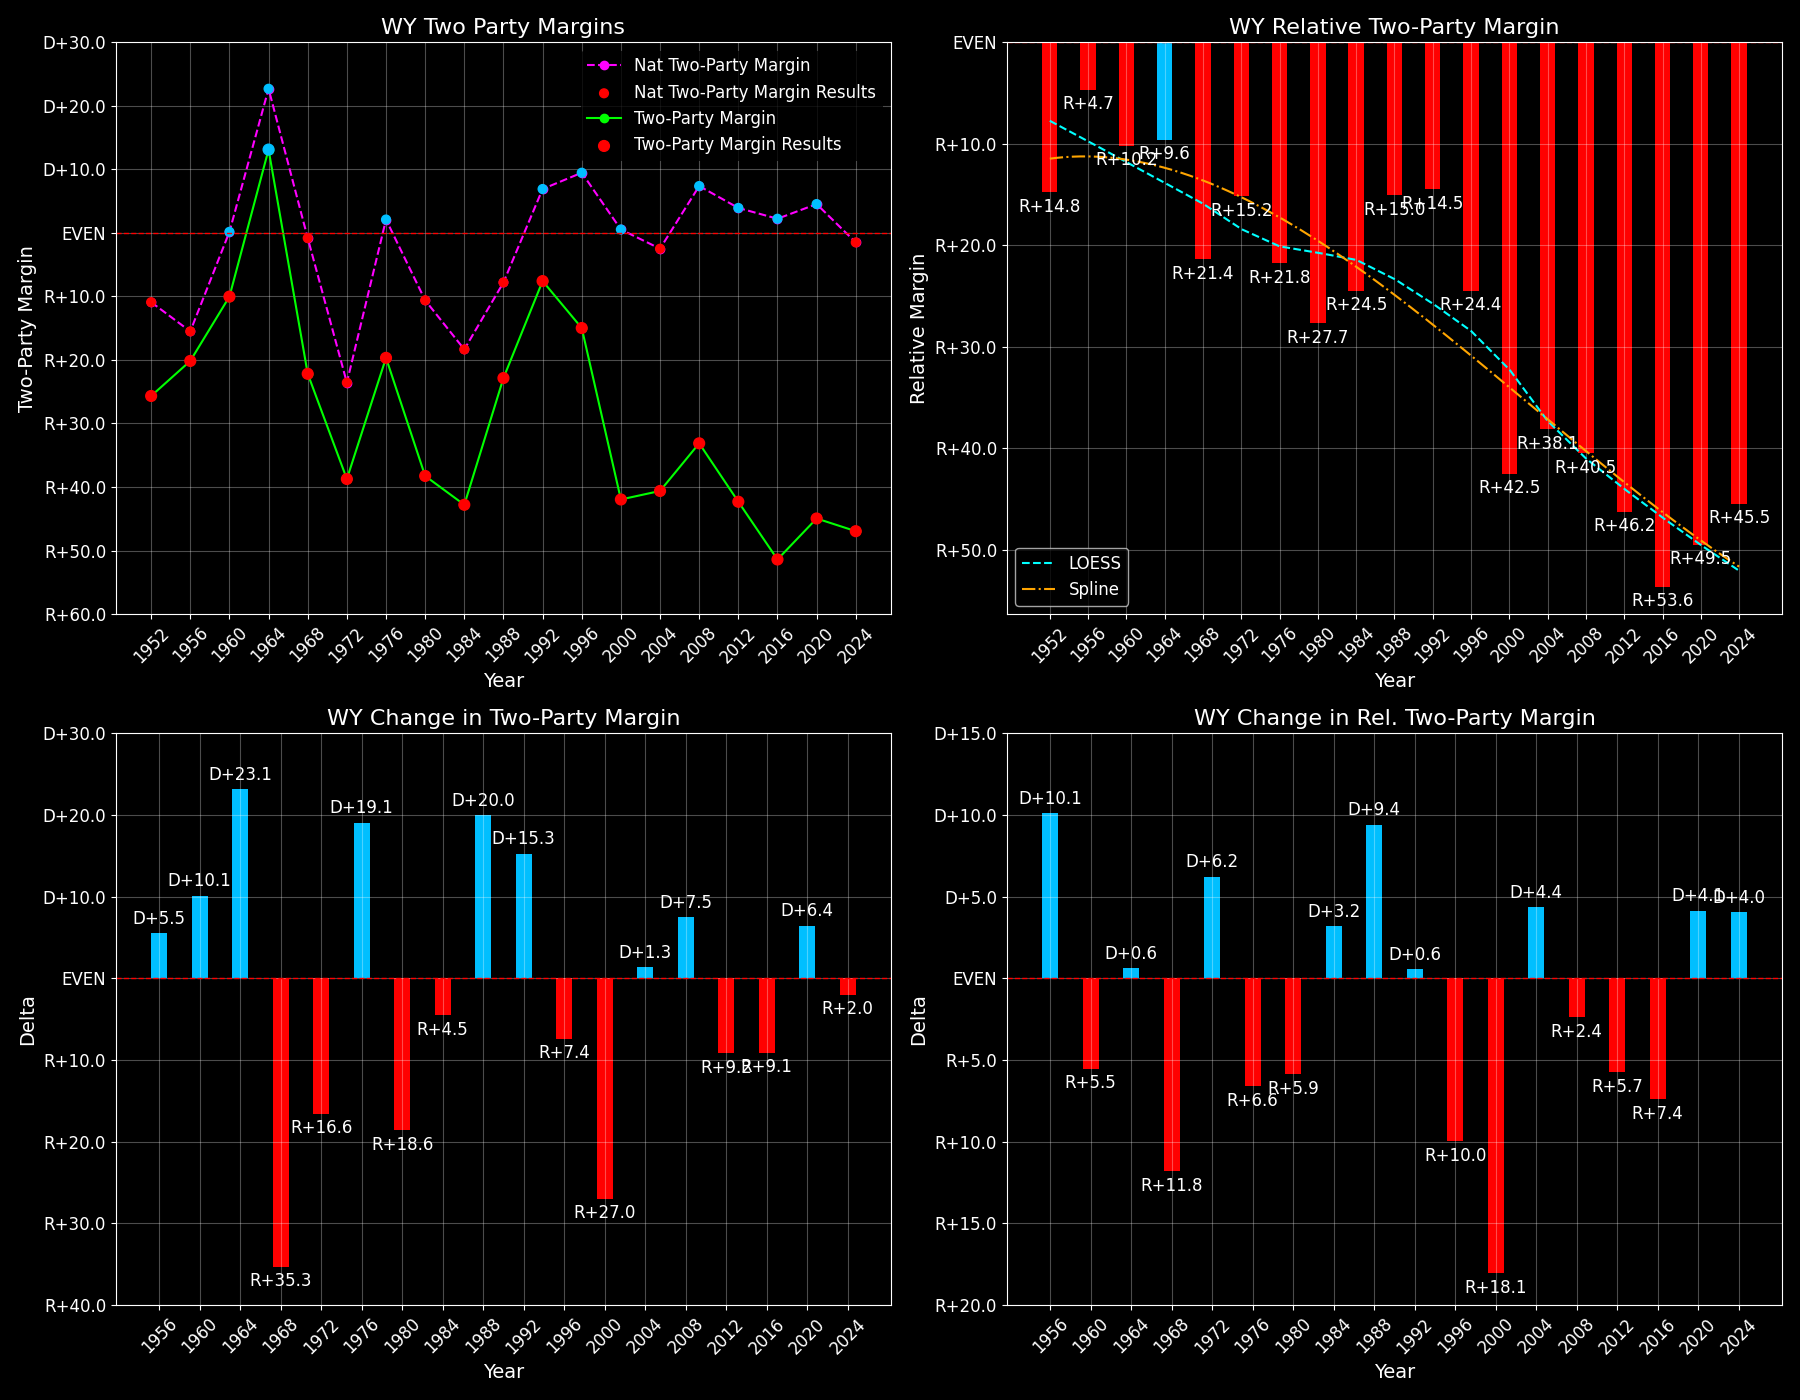 WY Two Party Margins
D+30.0
D+20.0
D+10.0
EVEN
R+10.0
R+20.0
R+30.0
R+40.0
R+50.0
R+60.0
Two-Party Margin
Nat Two-Party Margin
Nat Two-Party Margin Results
Two-Party Margin
Two-Party Margin Results
1952 1956 1960 1964 1968 1972 1976 1980 1984 1988 1992 1996 2000 2004 2008 2012 2016 2020 2024
Year
WY Relative Two-Party Margin
EVEN
R+10.0
R+20.0
R+30.0
R+40.0
R+50.0
Relative Margin
R+14.8
R+4.7
R+10.2
R+9.6
R+21.4
R+15.2
R+21.8
R+27.7
R+24.5
R+15.0
R+14.5
R+24.4
R+42.5
R+38.1
R+40.5
R+46.2
R+53.6
R+49.5
R+45.5
LOESS
Spline
1952 1956 1960 1964 1968 1972 1976 1980 1984 1988 1992 1996 2000 2004 2008 2012 2016 2020 2024
Year
WY Change in Two-Party Margin
D+30.0
D+20.0
D+10.0
EVEN
R+10.0
R+20.0
R+30.0
R+40.0
Delta
D+5.5
D+10.1
D+23.1
R+35.3
R+16.6
D+19.1
R+18.6
R+4.5
D+20.0
D+15.3
R+7.4
R+27.0
D+1.3
D+7.5
R+9.2
R+9.1
D+6.4
R+2.0
1956 1960 1964 1968 1972 1976 1980 1984 1988 1992 1996 2000 2004 2008 2012 2016 2020 2024
Year
WY Change in Rel. Two-Party Margin
D+15.0
D+10.0
D+5.0
EVEN
R+5.0
R+10.0
R+15.0
R+20.0
Delta
D+10.1
R+5.5
D+0.6
R+11.8
D+6.2
R+6.6
R+5.9
D+3.2
D+9.4
D+0.6
R+10.0
R+18.1
D+4.4
R+2.4
R+5.7
R+7.4
D+4.1
D+4.0
1956 1960 1964 1968 1972 1976 1980 1984 1988 1992 1996 2000 2004 2008 2012 2016 2020 2024
Year